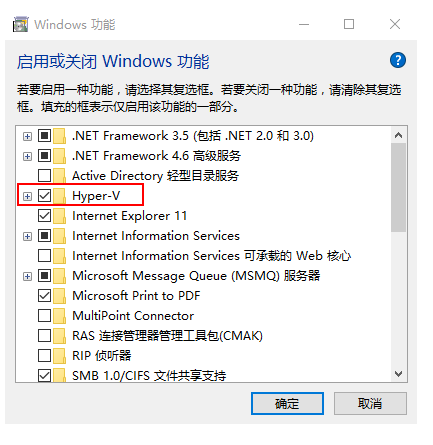 Windows 功能
启用或关闭 Windows 功能
若要启用一种功能，请选择其复选框。若要关闭一种功能，请清除其复选
框。填充的框表示仅启用该功能的一部分。
.NET Framework 3.5 (包括 .NET 2.0 和 3.0)
.NET Framework 4.6 高级服务
Active Directory 轻型目录服务
Hyper-V
Internet Explorer 11
Internet Information Services
Internet Information Services 可承载的 Web 核心
Microsoft Message Queue (MSMQ) 服务器
Microsoft Print to PDF
MultiPoint Connector
RAS 连接管理器管理工具包(CMAK)
RIP 侦听器
SMB 1.0/CIFS 文件共享支持
确定
取消